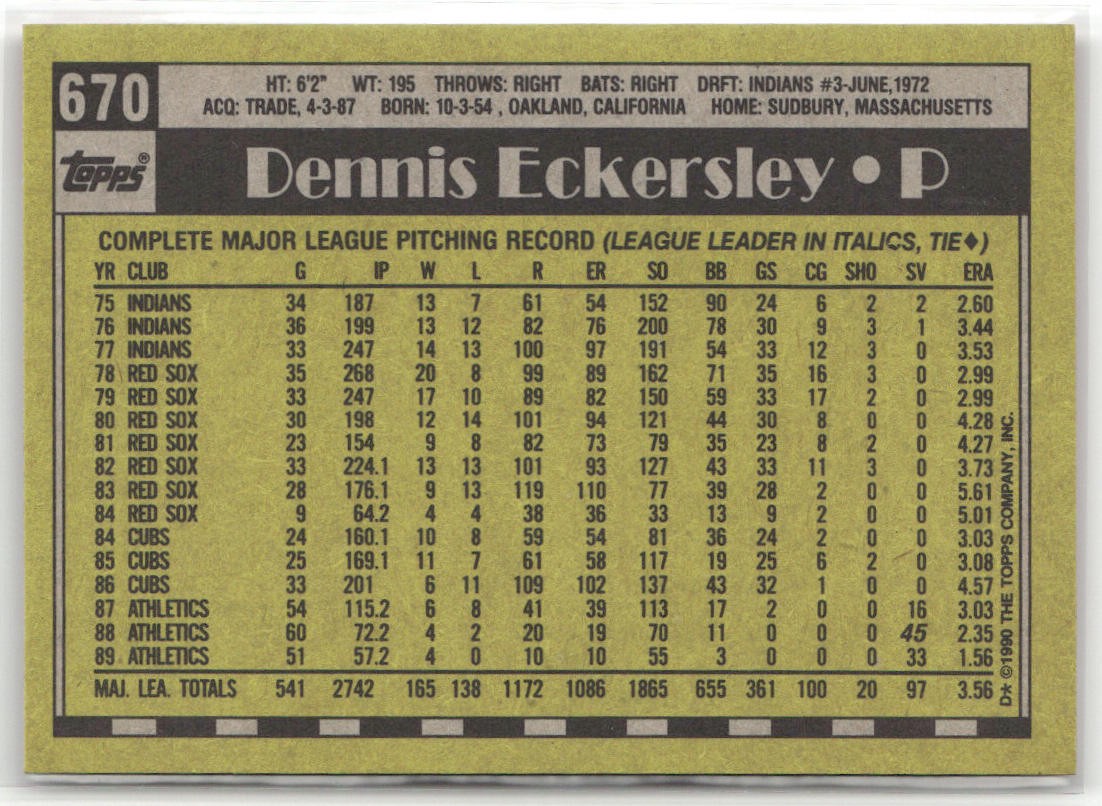 670
HT: 6'2" WT: 195 THROWS: RIGHT BATS: RIGHT DRFT: INDIANS #3-JUNE,1972
ACQ: TRADE, 4-3-87 BORN: 10-3-54 , OAKLAND, CALIFORNIA HOME: SUDBURY, MASSACHUSETTS
Topps®
Dennis Eckersley • P
COMPLETE MAJOR LEAGUE PITCHING RECORD (LEAGUE LEADER IN ITALICS, TIE♦)
YR CLUB G IP W L R ER SO BB GS CG SHO SV ERA
75 INDIANS 34 187 13 7 61 54 152 90 24 6 2 2 2.60
76 INDIANS 36 199 13 12 82 76 200 78 30 9 3 1 3.44
77 INDIANS 33 247 14 13 100 97 191 54 33 12 3 0 3.53
78 RED SOX 35 268 20 8 99 89 162 71 35 16 3 0 2.99
79 RED SOX 33 247 17 10 89 82 150 59 33 17 2 0 2.99
80 RED SOX 30 198 12 14 101 94 121 44 30 8 0 0 4.28
81 RED SOX 23 154 9 8 82 73 79 35 23 8 2 0 4.27
82 RED SOX 33 224.1 13 13 101 93 127 43 33 11 3 0 3.73
83 RED SOX 28 176.1 9 13 119 110 77 39 28 2 0 0 5.61
84 RED SOX 9 64.2 4 4 38 36 33 13 9 2 0 0 5.01
84 CUBS 24 160.1 10 8 59 54 81 36 24 2 0 0 3.03
85 CUBS 25 169.1 11 7 61 58 117 19 25 6 2 0 3.08
86 CUBS 33 201 6 11 109 102 137 43 32 1 0 0 4.57
87 ATHLETICS 54 115.2 6 8 41 39 113 17 2 0 0 16 3.03
88 ATHLETICS 60 72.2 4 2 20 19 70 11 0 0 0 45 2.35
89 ATHLETICS 51 57.2 4 0 10 10 55 3 0 0 0 33 1.56
MAJ. LEA. TOTALS 541 2742 165 138 1172 1086 1865 655 361 100 20 97 3.56
D* ©1990 THE TOPPS COMPANY, INC.